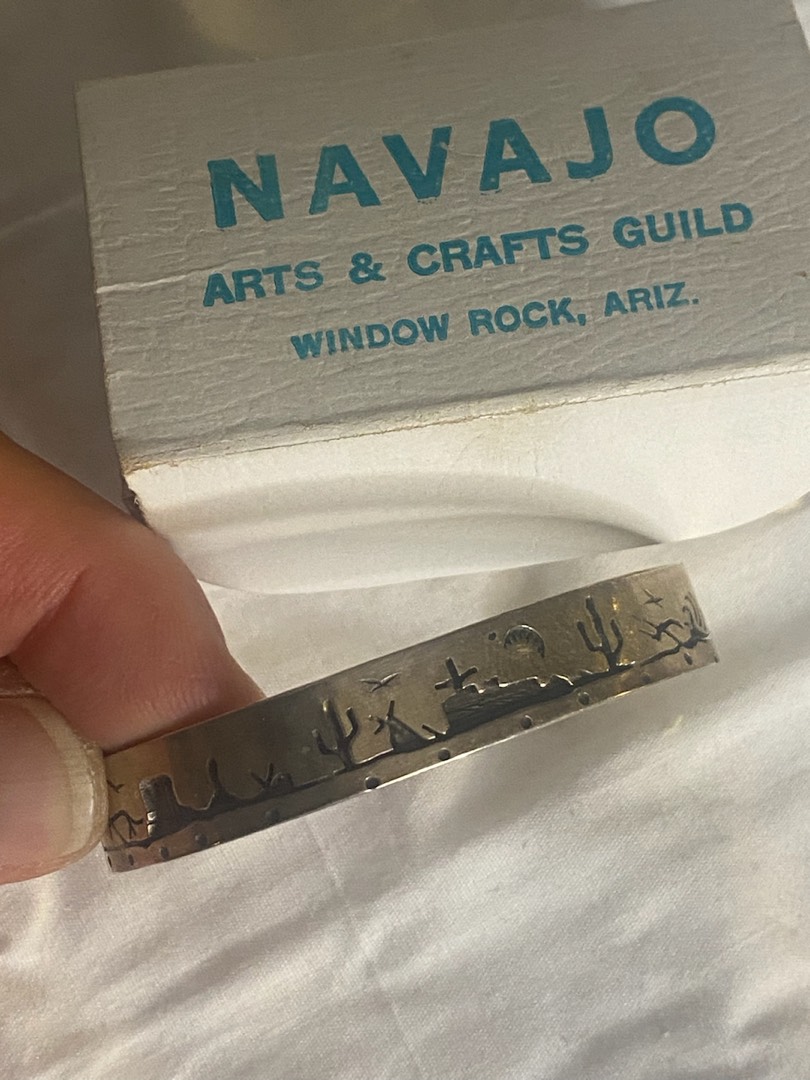 NAVAJO
ARTS & CRAFTS GUILD
WINDOW ROCK, ARIZ.